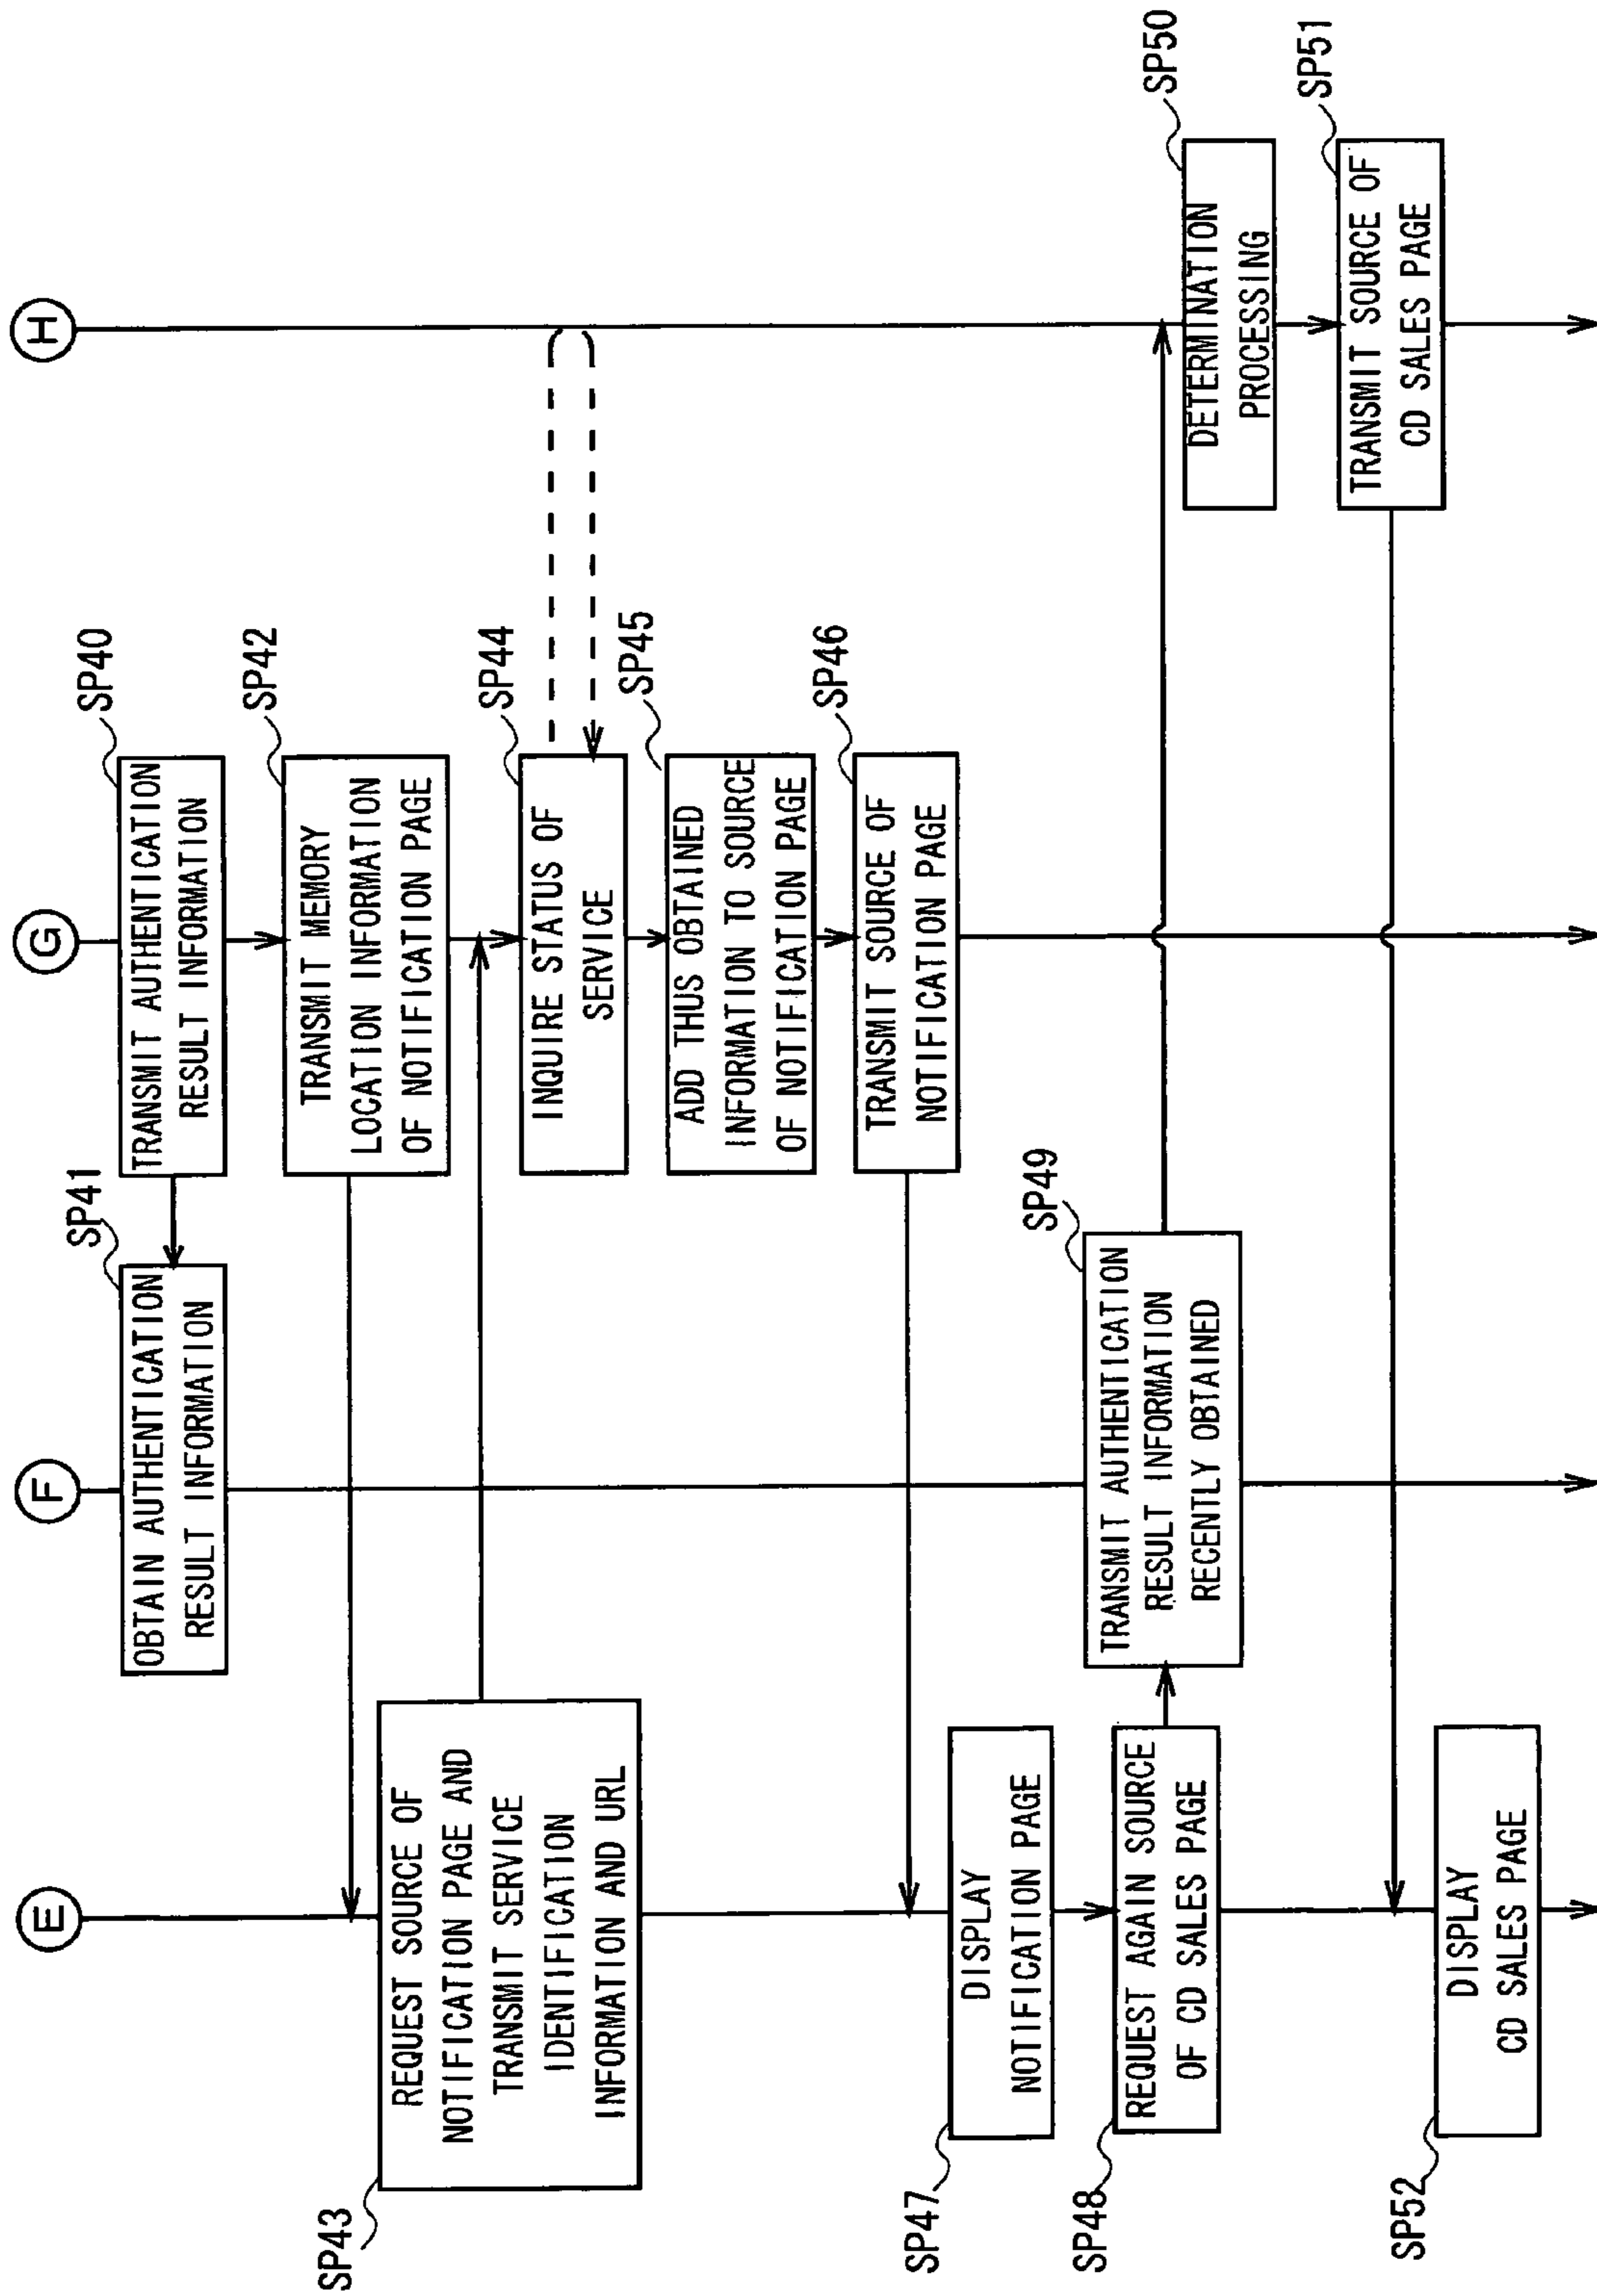 E
F
G
H
SP40
TRANSMIT AUTHENTICATION
RESULT INFORMATION
SP41
OBTAIN AUTHENTICATION
RESULT INFORMATION
SP42
TRANSMIT MEMORY
LOCATION INFORMATION
OF NOTIFICATION PAGE
SP43
REQUEST SOURCE OF
NOTIFICATION PAGE AND
TRANSMIT SERVICE
IDENTIFICATION
INFORMATION AND URL
SP44
INQUIRE STATUS OF
SERVICE
SP45
ADD THUS OBTAINED
INFORMATION TO SOURCE
OF NOTIFICATION PAGE
SP46
TRANSMIT SOURCE OF
NOTIFICATION PAGE
SP47
DISPLAY
NOTIFICATION PAGE
SP48
REQUEST AGAIN SOURCE
OF CD SALES PAGE
SP49
TRANSMIT AUTHENTICATION
RESULT INFORMATION
RECENTLY OBTAINED
SP50
DETERMINATION
PROCESSING
SP51
TRANSMIT SOURCE OF
CD SALES PAGE
SP52
DISPLAY
CD SALES PAGE